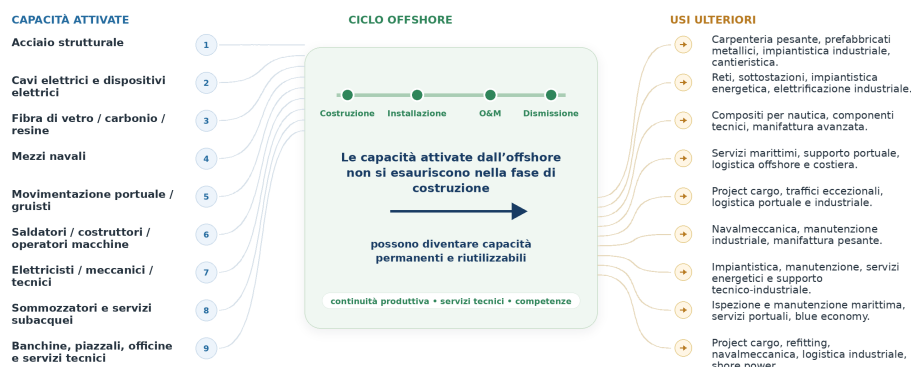 CAPACITÀ ATTIVATE
Acciaio strutturale
1
Cavi elettrici e dispositivi
elettrici
2
Fibra di vetro / carbonio /
resine
3
Mezzi navali
4
Movimentazione portuale /
gruisti
5
Saldatori / costruttori /
operatori macchine
6
Elettricisti / meccanici /
tecnici
7
Sommozzatori e servizi
subacquei
8
Banchine, piazzali, officine
e servizi tecnici
9
CICLO OFFSHORE
Costruzione
Installazione
O&M
Dismissione
Le capacità attivate dall’offshore
non si esauriscono nella fase di
costruzione
possono diventare capacità
permanenti e riutilizzabili
continuità produttiva • servizi tecnici • competenze
USI ULTERIORI
Carpenteria pesante, prefabbricati
metallici, impiantistica industriale,
cantieristica.
Reti, sottostazioni, impiantistica
energetica, elettrificazione industriale.
Compositi per nautica, componenti
tecnici, manifattura avanzata.
Servizi marittimi, supporto portuale,
logistica offshore e costiera.
Project cargo, traffici eccezionali,
logistica portuale e industriale.
Navalmeccanica, manutenzione
industriale, manifattura pesante.
Impiantistica, manutenzione, servizi
energetici e supporto
tecnico-industriale.
Ispezione e manutenzione marittima,
servizi portuali, blue economy.
Project cargo, refitting,
navalmeccanica, logistica industriale,
shore power.